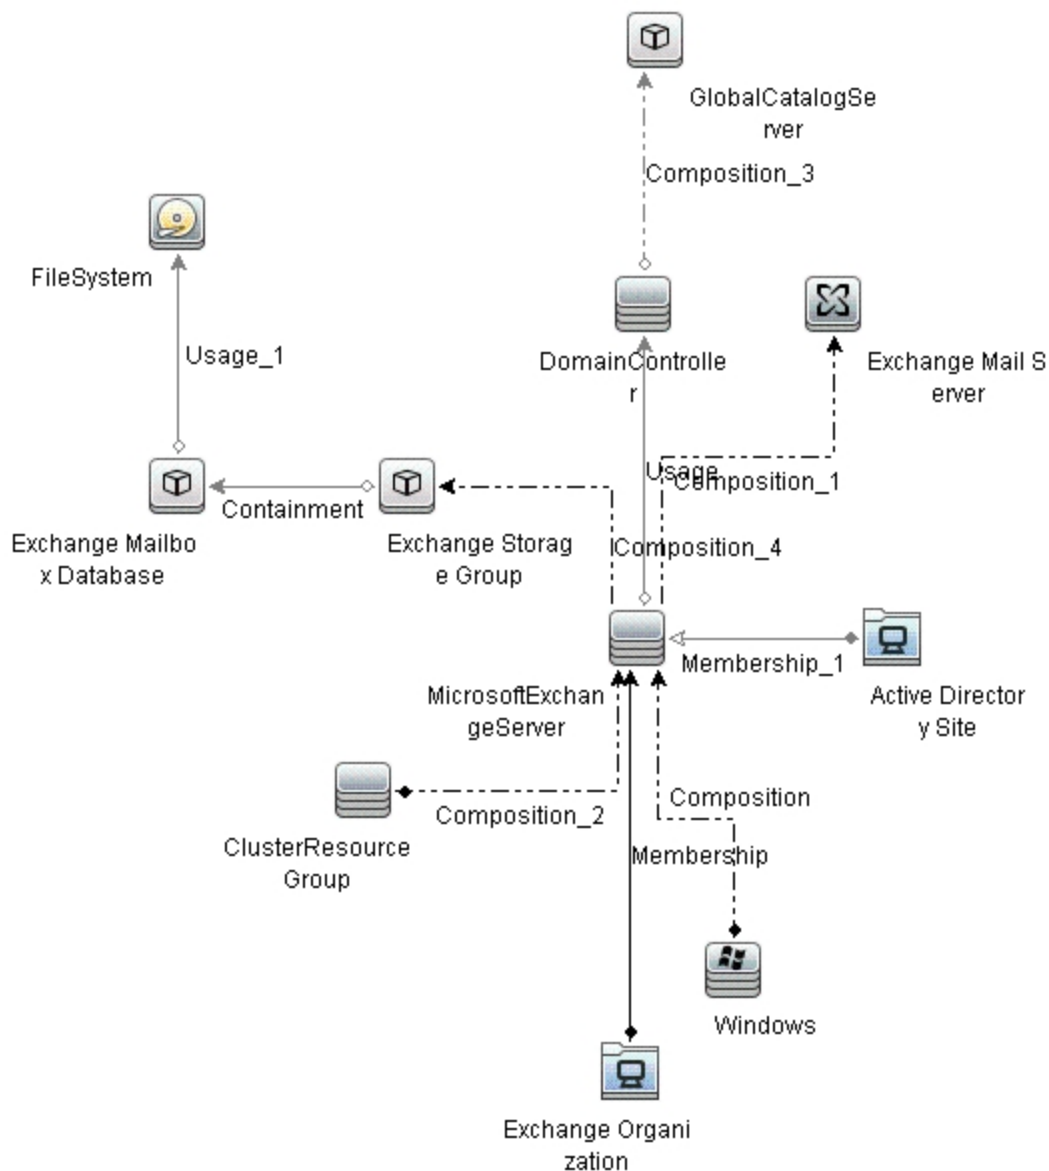 GlobalCatalogSe
rver
Composition_3
FileSystem
Usage_1
DomainControlle
r
Exchange Mail S
erver
Usage
Composition_1
Containment
Exchange Mailbo
x Database
Exchange Storag
e Group
Composition_4
Membership_1
MicrosoftExchan
geServer
Active Director
y Site
Composition_2
Composition
ClusterResource
Group
Membership
Windows
Exchange Organi
zation